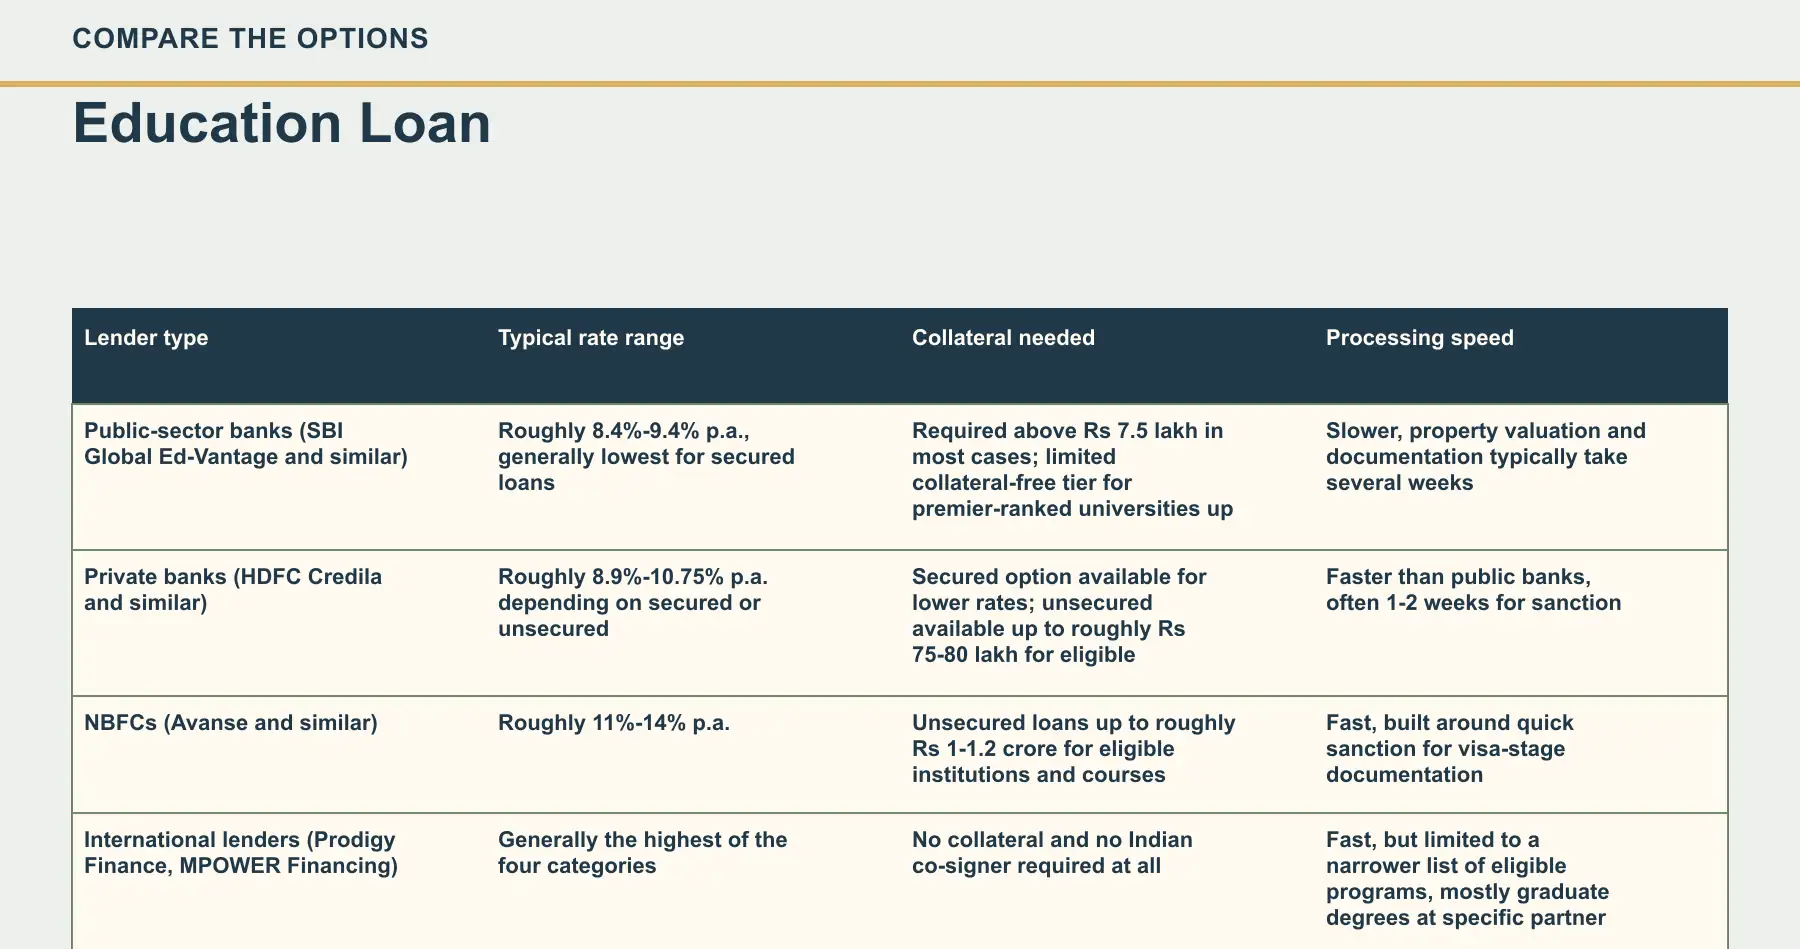 COMPARE THE OPTIONS
Education Loan
Lender type
Typical rate range
Collateral needed
Processing speed
Public-sector banks (SBI
Global Ed-Vantage and similar)
Roughly 8.4%-9.4% p.a.,
generally lowest for secured
loans
Required above Rs 7.5 lakh in
most cases; limited
collateral-free tier for
premier-ranked universities up
Slower, property valuation and
documentation typically take
several weeks
Private banks (HDFC Credila
and similar)
Roughly 8.9%-10.75% p.a.
depending on secured or
unsecured
Secured option available for
lower rates; unsecured
available up to roughly Rs
75-80 lakh for eligible
Faster than public banks,
often 1-2 weeks for sanction
NBFCs (Avanse and similar)
Roughly 11%-14% p.a.
Unsecured loans up to roughly
Rs 1-1.2 crore for eligible
institutions and courses
Fast, built around quick
sanction for visa-stage
documentation
International lenders (Prodigy
Finance, MPOWER Financing)
Generally the highest of the
four categories
No collateral and no Indian
co-signer required at all
Fast, but limited to a
narrower list of eligible
programs, mostly graduate
degrees at specific partner